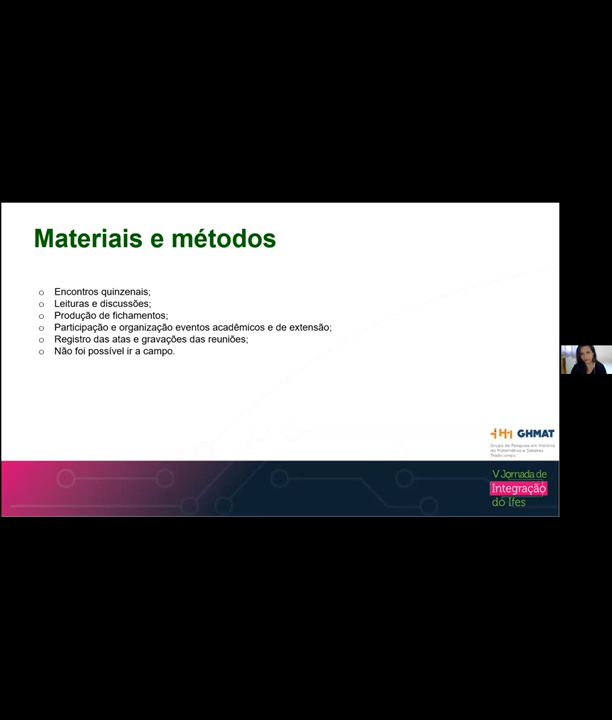 Materiais e métodos
o Encontros quinzenais;
o Leituras e discussões;
o Produção de fichamentos;
o Participação e organização eventos acadêmicos e de extensão;
o Registro das atas e gravações das reuniões;
o Não foi possível ir a campo.
GHMAT
Grupo de Pesquisa em História
da Matemática e Saberes
Tradicionais
V Jornada de
Integração
do Ifes